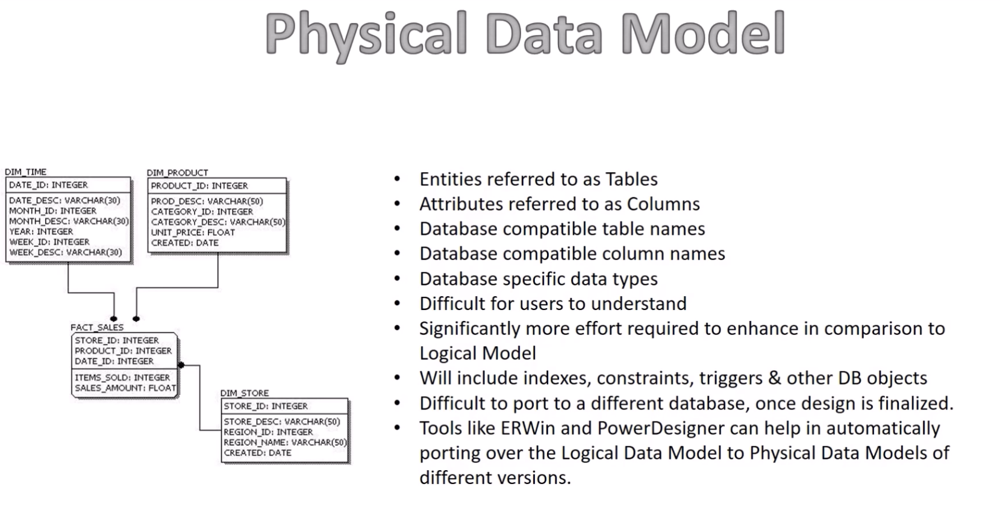 Physical Data Model
DIM_TIME
DATE_ID: INTEGER
DATE_DESC: VARCHAR(30)
MONTH_ID: INTEGER
MONTH_DESC: VARCHAR(30)
YEAR: INTEGER
WEEK_ID: INTEGER
WEEK_DESC: VARCHAR(30)
DIM_PRODUCT
PRODUCT_ID: INTEGER
PROD_DESC: VARCHAR(50)
CATEGORY_ID: INTEGER
CATEGORY_DESC: VARCHAR(50)
UNIT_PRICE: FLOAT
CREATED: DATE
FACT_SALES
STORE_ID: INTEGER
PRODUCT_ID: INTEGER
DATE_ID: INTEGER
ITEMS_SOLD: INTEGER
SALES_AMOUNT: FLOAT
DIM_STORE
STORE_ID: INTEGER
STORE_DESC: VARCHAR(50)
REGION_ID: INTEGER
REGION_NAME: VARCHAR(50)
CREATED: DATE
• Entities referred to as Tables
• Attributes referred to as Columns
• Database compatible table names
• Database compatible column names
• Database specific data types
• Difficult for users to understand
• Significantly more effort required to enhance in comparison to
Logical Model
• Will include indexes, constraints, triggers & other DB objects
• Difficult to port to a different database, once design is finalized.
• Tools like ERWin and PowerDesigner can help in automatically
porting over the Logical Data Model to Physical Data Models of
different versions.